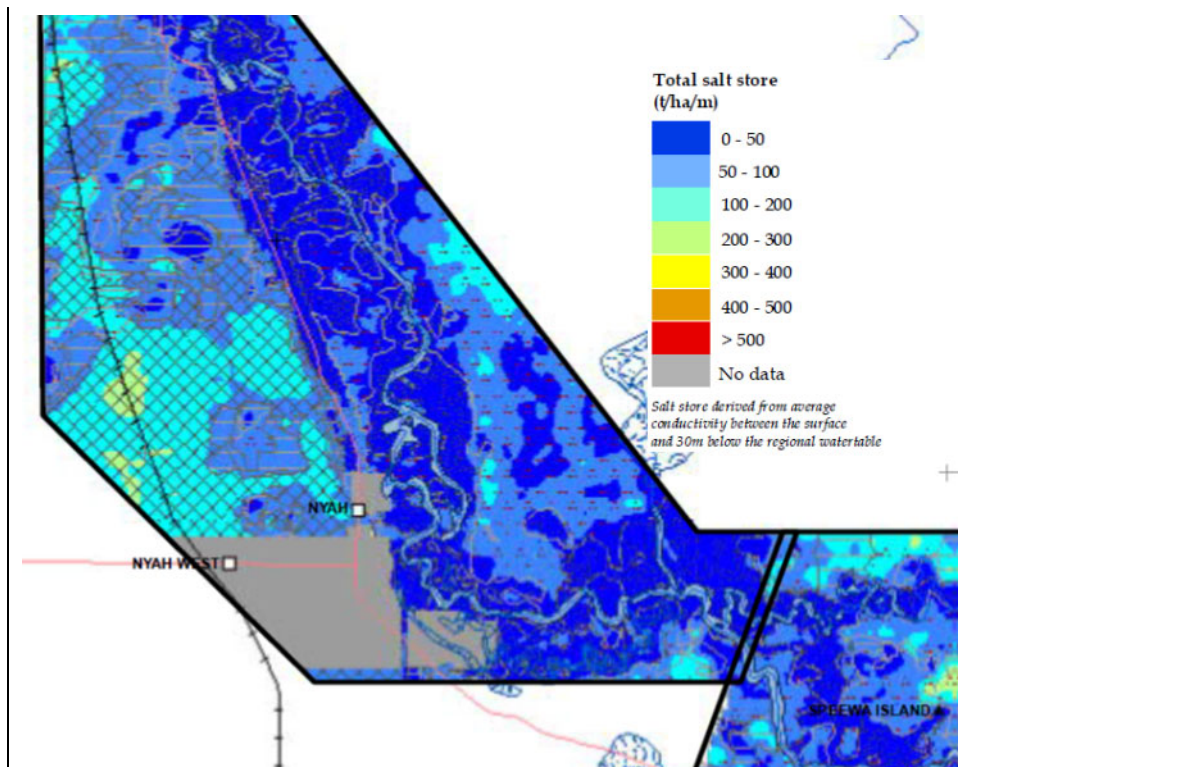 Total salt store
(t/ha/m)
0 - 50
50 - 100
100 - 200
200 - 300
300 - 400
400 - 500
> 500
No data
Salt store derived from average
conductivity between the surface
and 30m below the regional watertable
NYAH
NYAH WEST
SPEEWA ISLAND